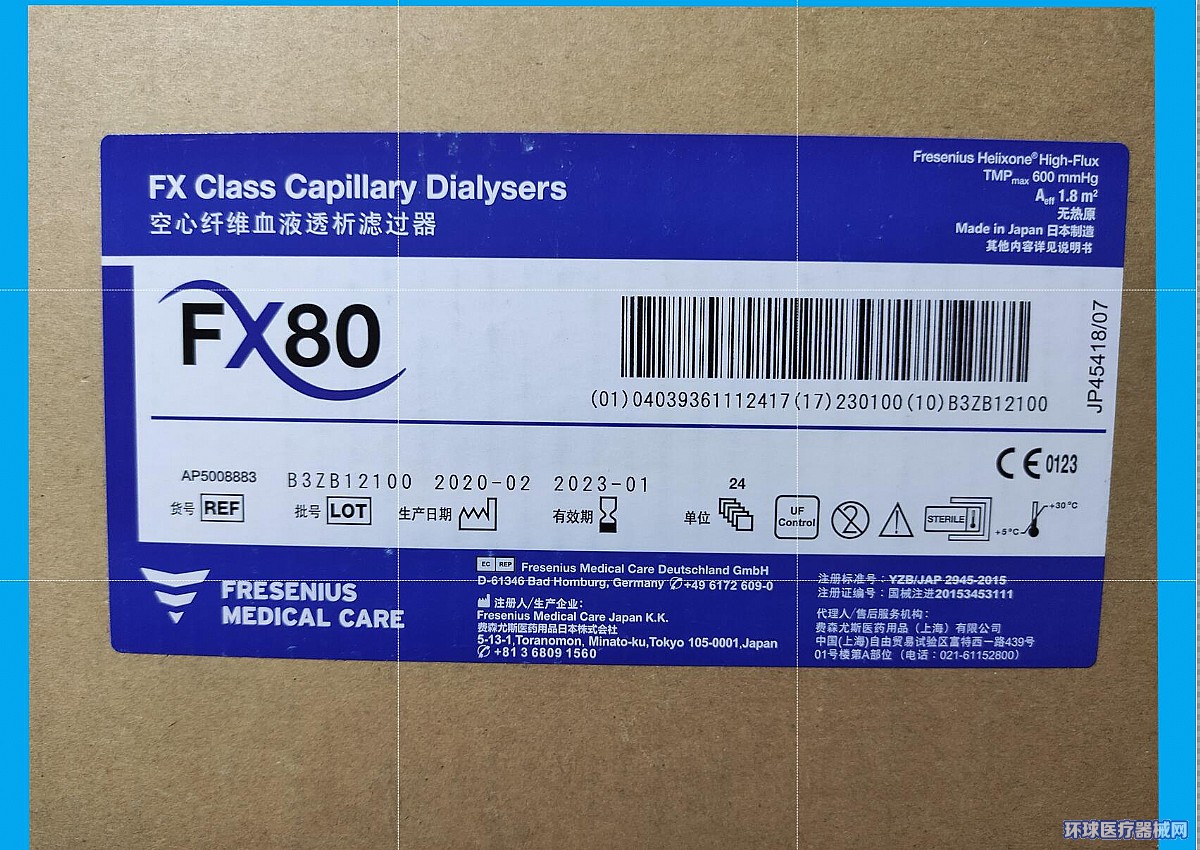 FX Class Capillary Dialysers
空心纤维血液透析滤过器
Fresenius Helixone® High-Flux
TMPmax 600 mmHg
Aeff 1.8 m²
无热原
Made in Japan 日本制造
其他内容详见说明书
FX80
(01)04039361112417(17)230100(10)B3ZB12100
JP45418/07
CE 0123
AP5008883 B3ZB12100 2020-02 2023-01 24
货号 REF 批号 LOT 生产日期 有效期 单位 UF Control 2 STERILE +5°C +30°C
FRESENIUS
MEDICAL CARE
EC REP Fresenius Medical Care Deutschland GmbH
D-61346 Bad Homburg, Germany +49 6172 609-0
注册人/生产企业：
Fresenius Medical Care Japan K.K.
费森尤斯医药用品日本株式会社
5-13-1,Toranomon, Minato-ku,Tokyo 105-0001,Japan
+81 3 6809 1560
注册标准号：YZB/JAP 2945-2015
注册证编号：国械注进20153453111
代理人/售后服务机构：
费森尤斯医药用品（上海）有限公司
中国(上海)自由贸易试验区富特西一路439号
01号楼第A部位（电话：021-61152800）
环球医疗器械网